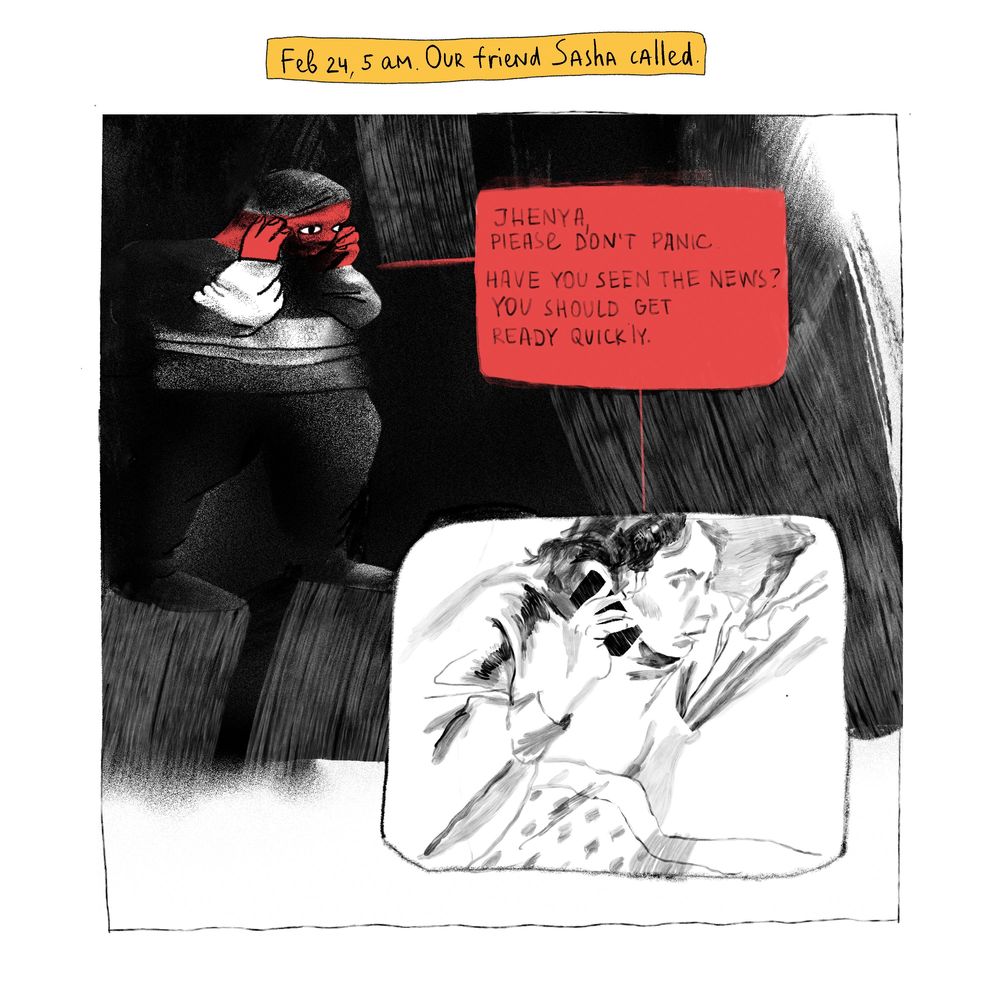 Feb 24, 5 am. Our friend Sasha called.
JHENYA,
PLEASE DON'T PANIC.
HAVE YOU SEEN THE NEWS?
YOU SHOULD GET
READY QUICKLY.